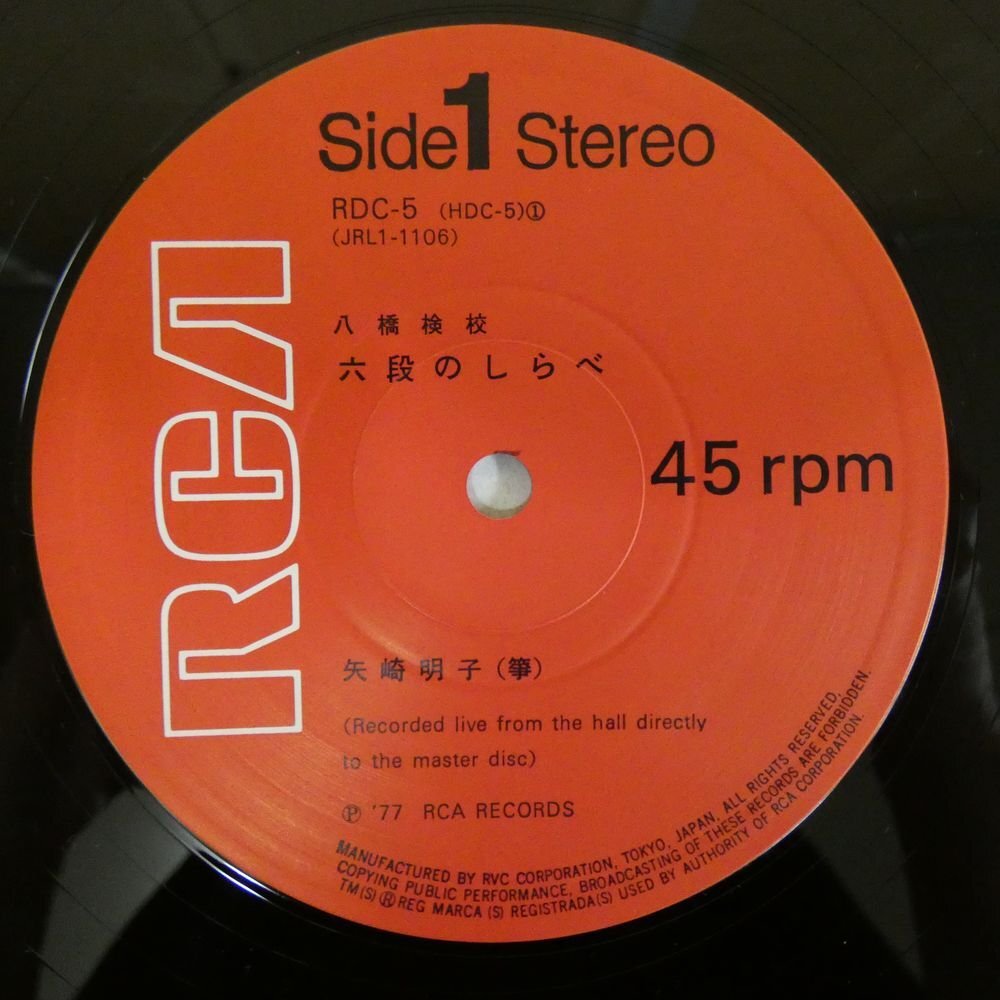 Side 1 Stereo
RDC-5 (HDC-5)①
(JRL1-1106)
八橋検校
六段のしらべ
RCA
45 rpm
矢崎明子(箏)
(Recorded live from the hall directly
to the master disc)
Ⓟ '77 RCA RECORDS
MANUFACTURED BY RVC CORPORATION, TOKYO, JAPAN, ALL RIGHTS RESERVED,
COPYING PUBLIC PERFORMANCE, BROADCASTING OF THESE RECORDS ARE FORBIDDEN.
TM(S) ® REG MARCA (S) REGISTRADA(S) USED BY AUTHORITY OF RCA CORPORATION.